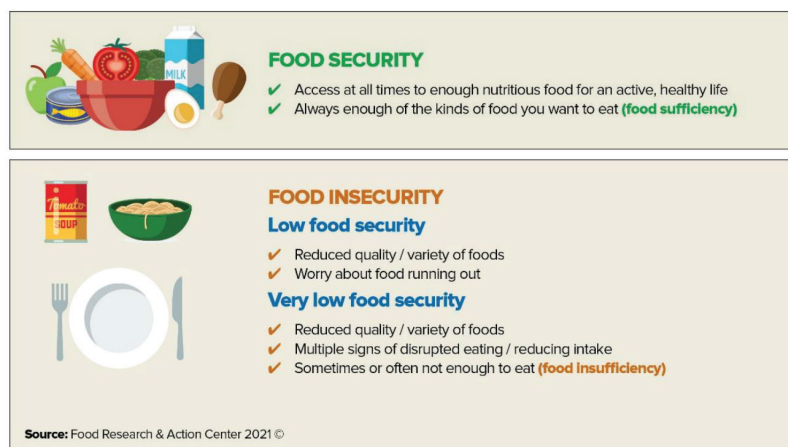 MILK
FOOD SECURITY
✔ Access at all times to enough nutritious food for an active, healthy life
✔ Always enough of the kinds of food you want to eat (food sufficiency)
Tomato
SOUP
FOOD INSECURITY
Low food security
✔ Reduced quality / variety of foods
✔ Worry about food running out
Very low food security
✔ Reduced quality / variety of foods
✔ Multiple signs of disrupted eating / reducing intake
✔ Sometimes or often not enough to eat (food insufficiency)
Source: Food Research & Action Center 2021 ©